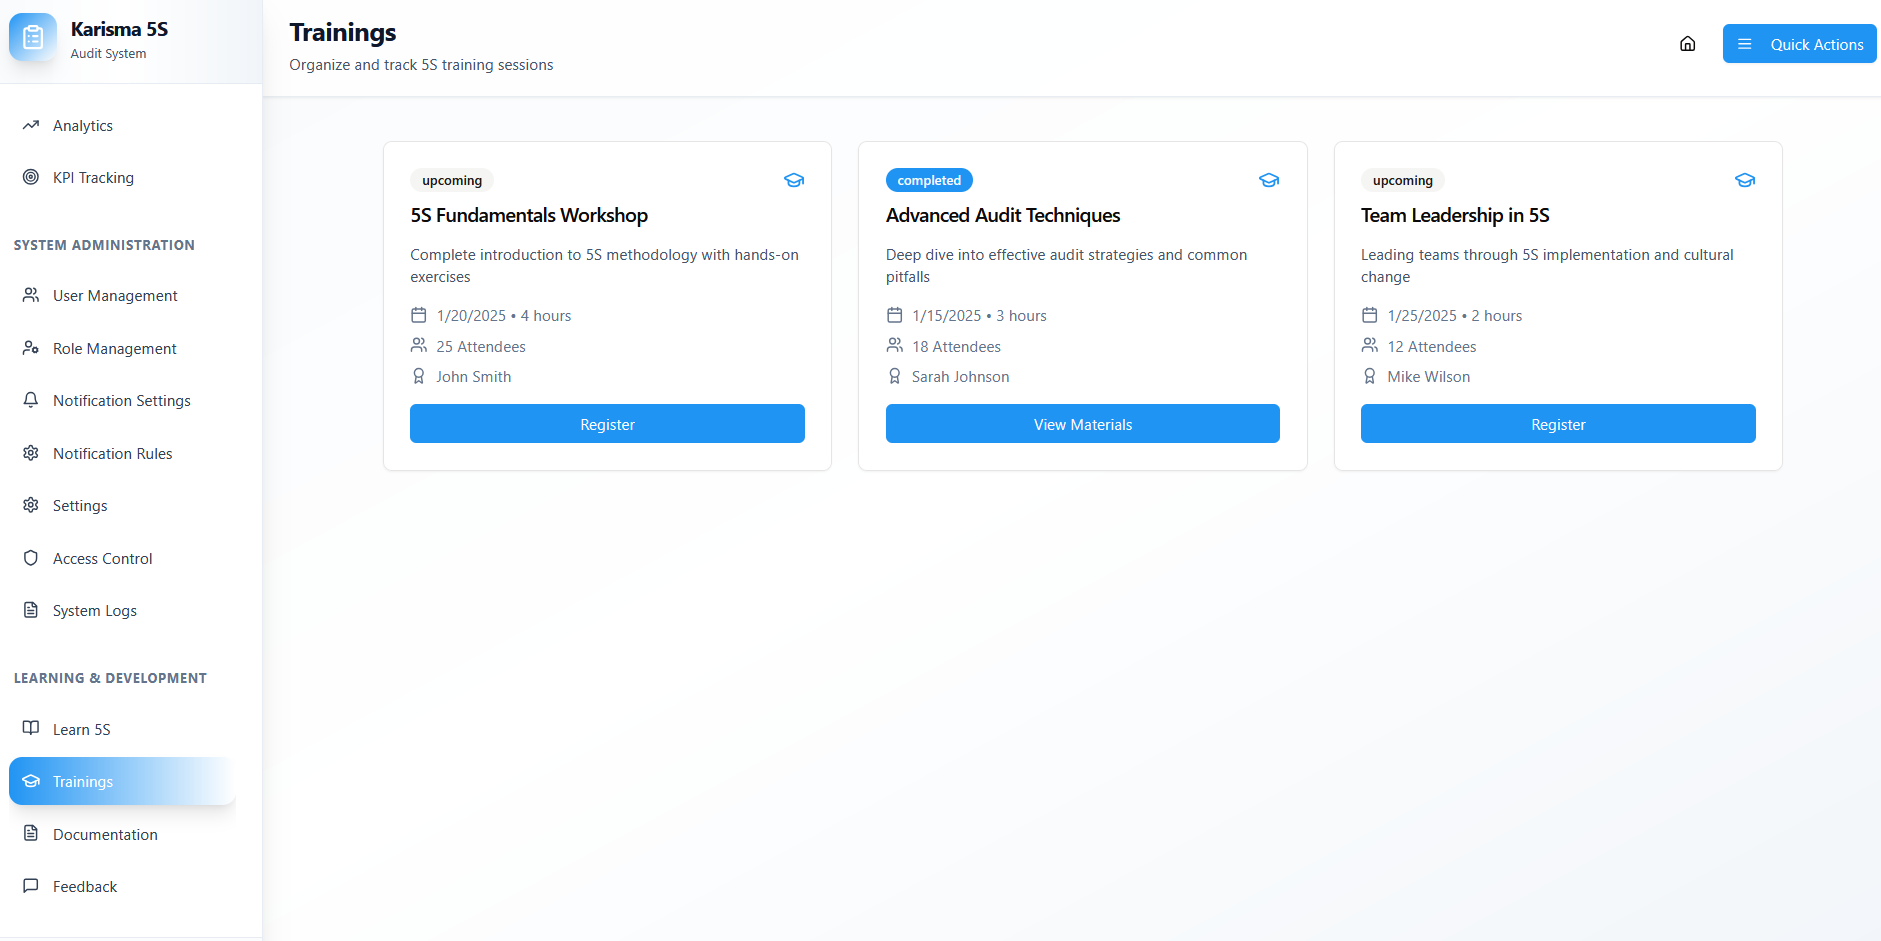 Karisma 5S
Audit System
Analytics
KPI Tracking
SYSTEM ADMINISTRATION
User Management
Role Management
Notification Settings
Notification Rules
Settings
Access Control
System Logs
LEARNING & DEVELOPMENT
Learn 5S
Trainings
Documentation
Feedback
Trainings
Organize and track 5S training sessions
Quick Actions
upcoming
5S Fundamentals Workshop
Complete introduction to 5S methodology with hands-on
exercises
1/20/2025 • 4 hours
25 Attendees
John Smith
Register
completed
Advanced Audit Techniques
Deep dive into effective audit strategies and common
pitfalls
1/15/2025 • 3 hours
18 Attendees
Sarah Johnson
View Materials
upcoming
Team Leadership in 5S
Leading teams through 5S implementation and cultural
change
1/25/2025 • 2 hours
12 Attendees
Mike Wilson
Register